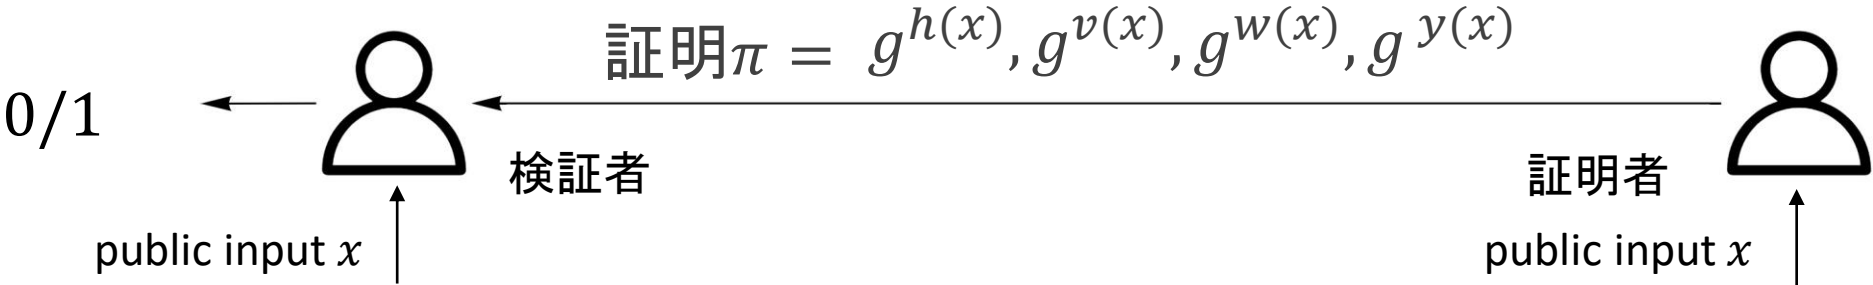 証明π = g^{h(x)}, g^{v(x)}, g^{w(x)}, g^{y(x)}
0/1
検証者
証明者
public input x
public input x